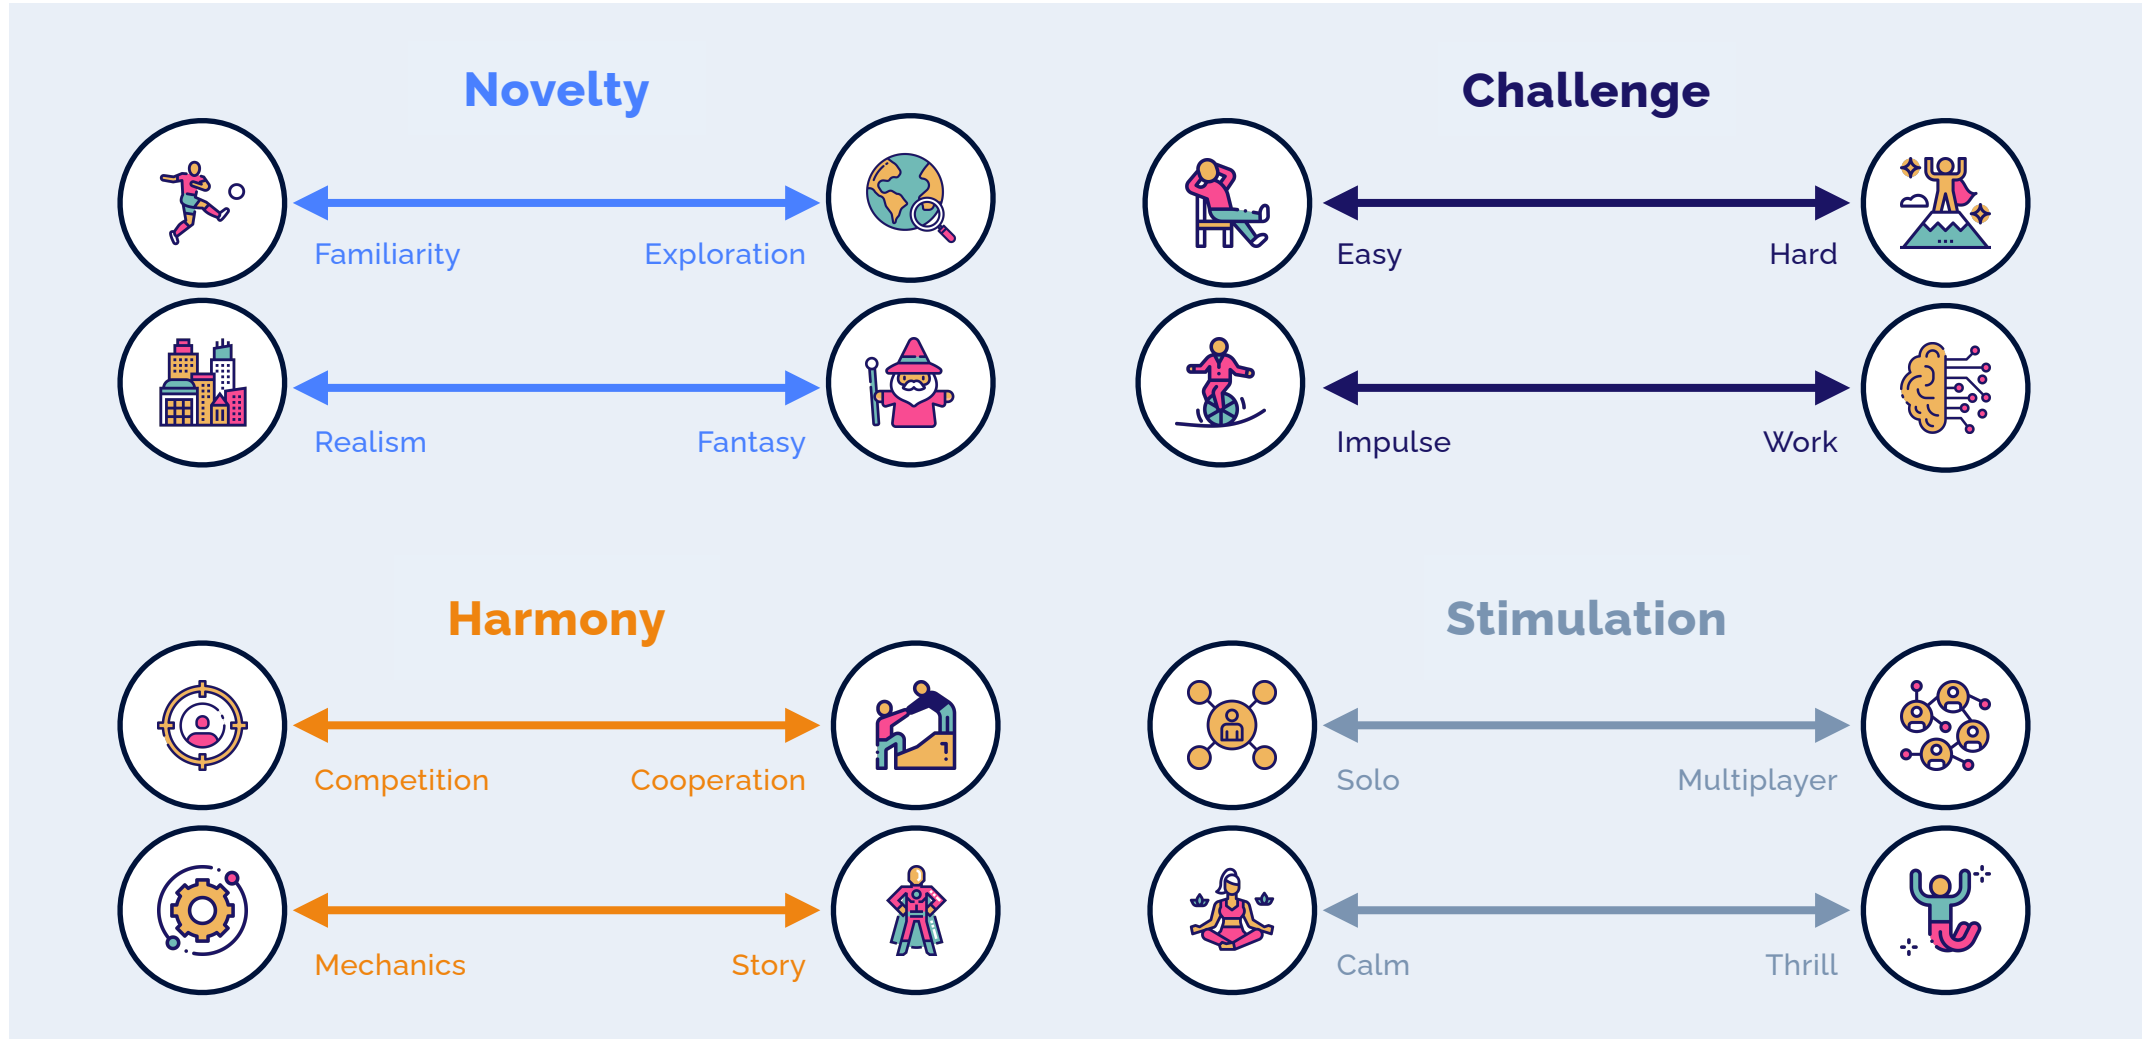 Novelty
Familiarity
Exploration
Realism
Fantasy
Challenge
Easy
Hard
Impulse
Work
Harmony
Competition
Cooperation
Mechanics
Story
Stimulation
Solo
Multiplayer
Calm
Thrill